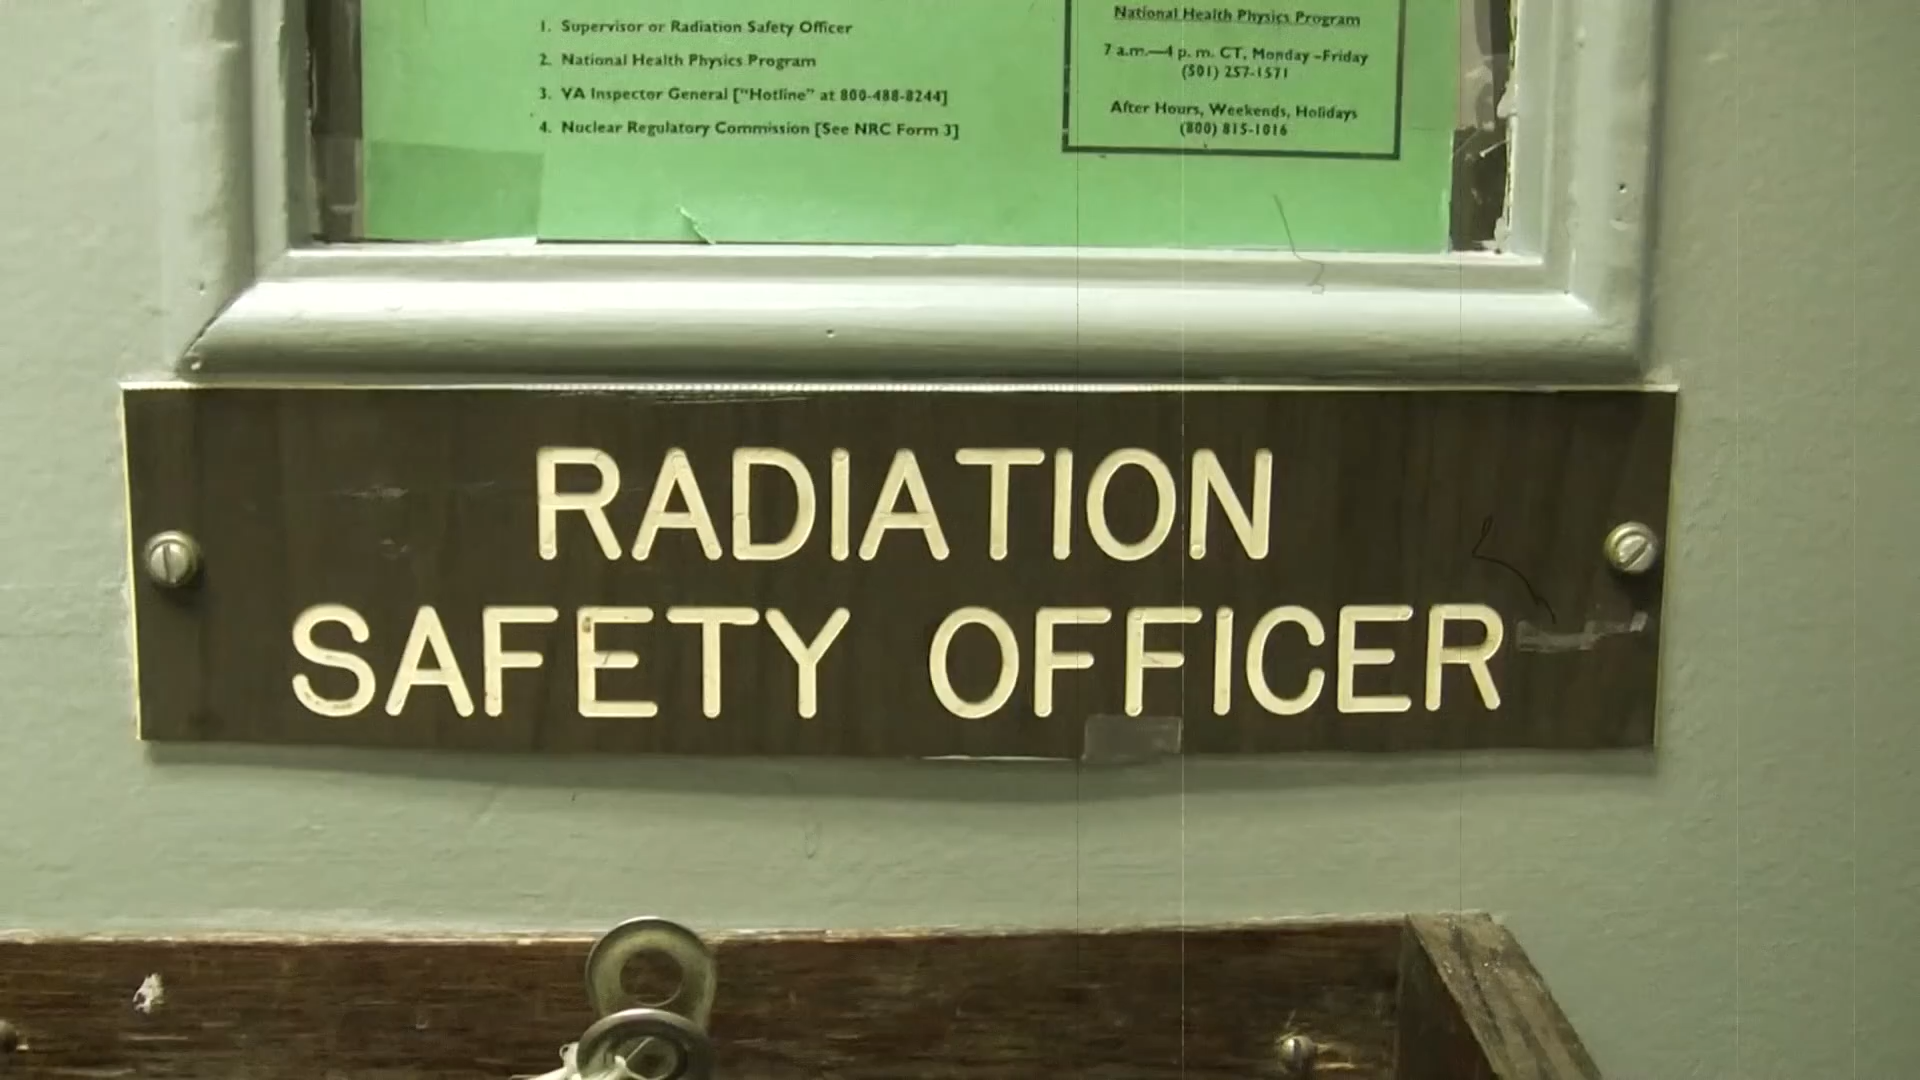 1. Supervisor or Radiation Safety Officer
2. National Health Physics Program
3. VA Inspector General ["Hotline" at 800-488-8244]
4. Nuclear Regulatory Commission [See NRC Form 3]
National Health Physics Program
7 a.m.—4 p. m. CT, Monday –Friday
(501) 257-1571
After Hours, Weekends, Holidays
(800) 815-1016
RADIATION
SAFETY OFFICER